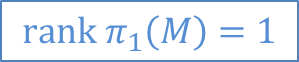 rank π₁(M) = 1